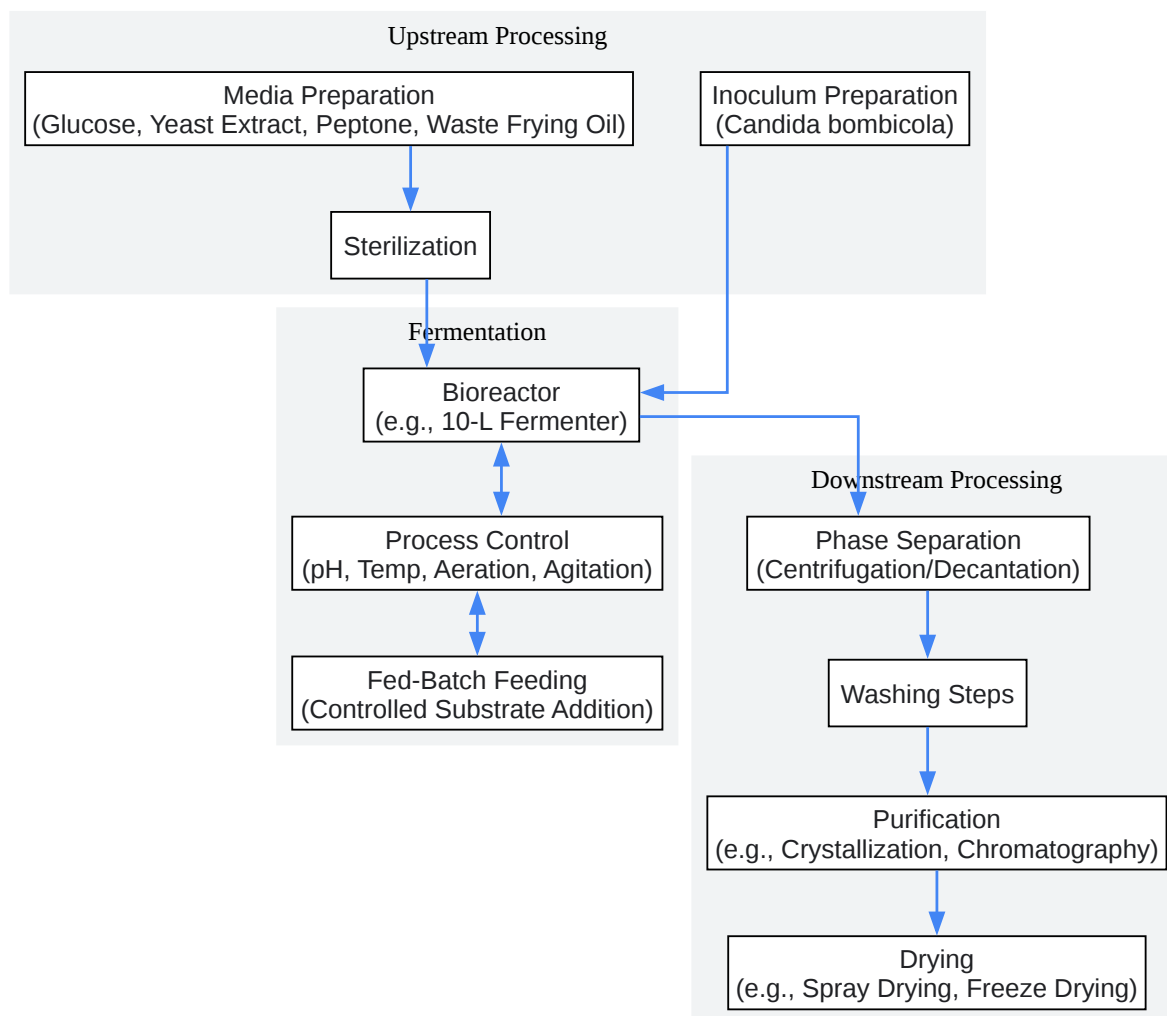 Upstream Processing
Media Preparation
(Glucose, Yeast Extract, Peptone, Waste Frying Oil)
Inoculum Preparation
(Candida bombicola)
Sterilization
Fermentation
Bioreactor
(e.g., 10-L Fermenter)
Process Control
(pH, Temp, Aeration, Agitation)
Fed-Batch Feeding
(Controlled Substrate Addition)
Downstream Processing
Phase Separation
(Centrifugation/Decantation)
Washing Steps
Purification
(e.g., Crystallization, Chromatography)
Drying
(e.g., Spray Drying, Freeze Drying)